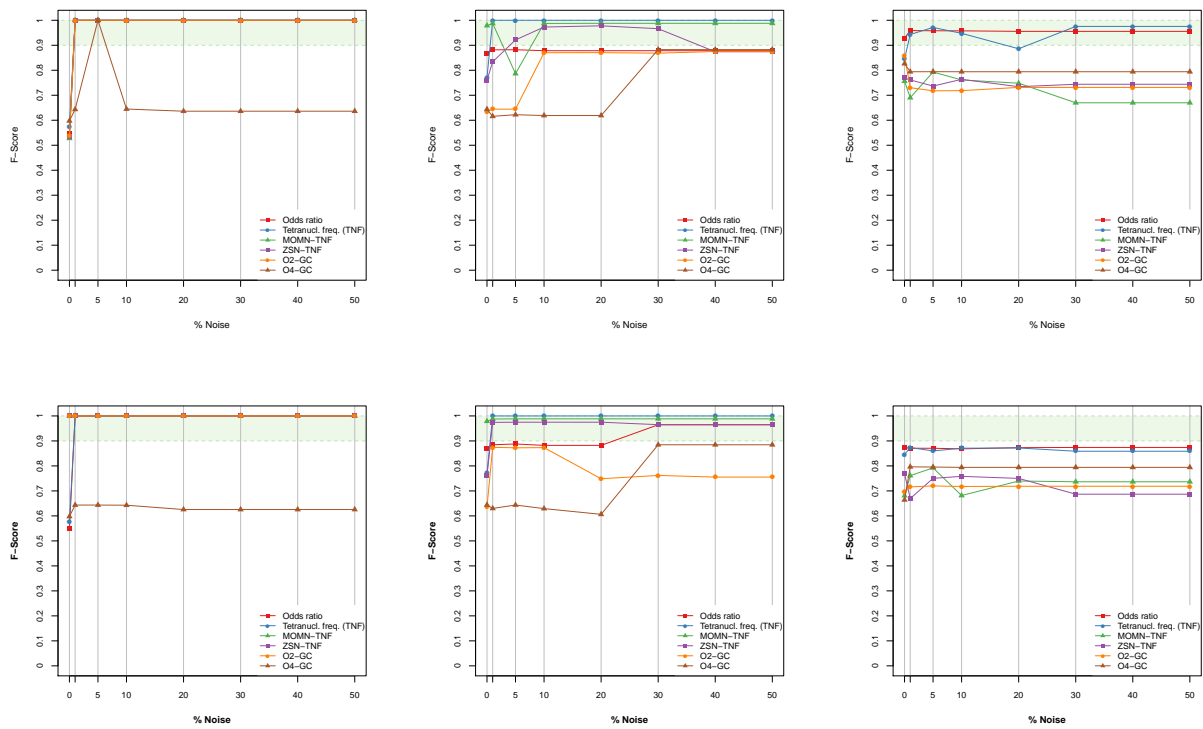 1
0.9
0.8
0.7
0.6
0.5
0.4
0.3
0.2
0.1
0
F−Score
Odds ratio
Tetranucl. freq. (TNF)
MOMN−TNF
ZSN−TNF
O2−GC
O4−GC
0 1 5 10 20 30 40 50
% Noise
1
0.9
0.8
0.7
0.6
0.5
0.4
0.3
0.2
0.1
0
F−Score
Odds ratio
Tetranucl. freq. (TNF)
MOMN−TNF
ZSN−TNF
O2−GC
O4−GC
0 5 10 20 30 40 50
% Noise
1
0.9
0.8
0.7
0.6
0.5
0.4
0.3
0.2
0.1
0
F−Score
Odds ratio
Tetranucl. freq. (TNF)
MOMN−TNF
ZSN−TNF
O2−GC
O4−GC
0 5 10 20 30 40 50
% Noise
1
0.9
0.8
0.7
0.6
0.5
0.4
0.3
0.2
0.1
0
F−Score
Odds ratio
Tetranucl. freq. (TNF)
MOMN−TNF
ZSN−TNF
O2−GC
O4−GC
0 5 10 20 30 40 50
% Noise
1
0.9
0.8
0.7
0.6
0.5
0.4
0.3
0.2
0.1
0
F−Score
Odds ratio
Tetranucl. freq. (TNF)
MOMN−TNF
ZSN−TNF
O2−GC
O4−GC
0 5 10 20 30 40 50
% Noise
1
0.9
0.8
0.7
0.6
0.5
0.4
0.3
0.2
0.1
0
F−Score
Odds ratio
Tetranucl. freq. (TNF)
MOMN−TNF
ZSN−TNF
O2−GC
O4−GC
0 5 10 20 30 40 50
% Noise